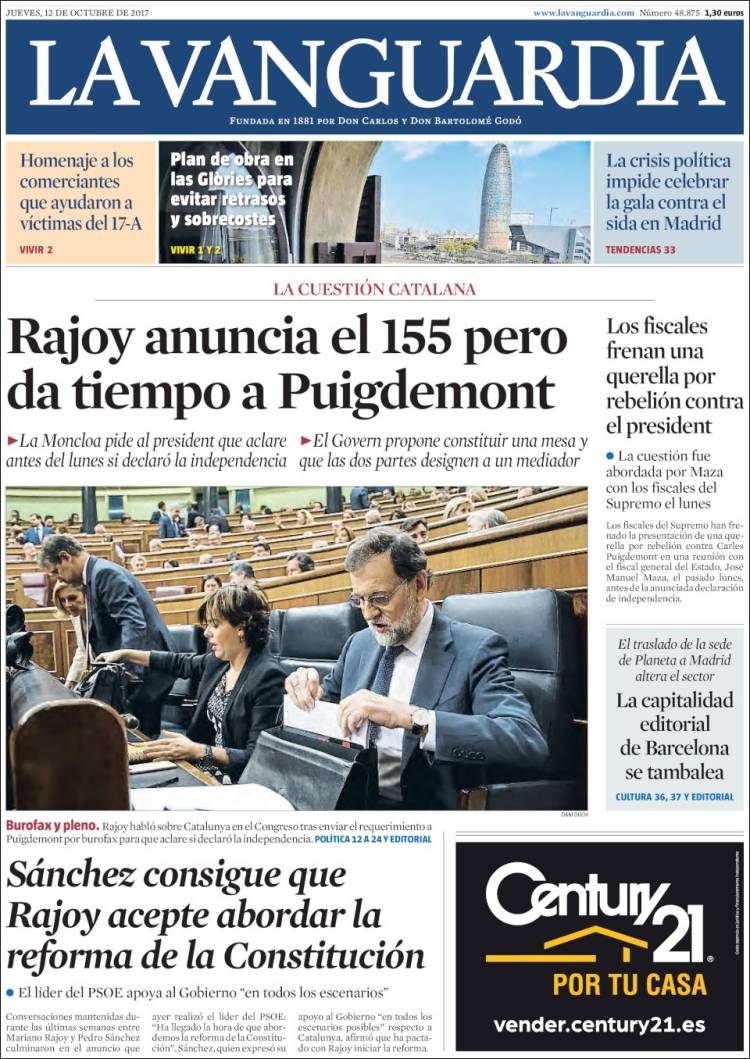 JUEVES, 12 DE OCTUBRE DE 2017
www.lavanguardia.com Número 48.875 1,30 euros
LA VANGUARDIA
FUNDADA EN 1881 POR DON CARLOS Y DON BARTOLOMÉ GODÓ
Homenaje a los
comerciantes
que ayudaron a
víctimas del 17-A
VIVIR 2
Plan de obra en
las Glòries para
evitar retrasos
y sobrecostes
VIVIR 1 Y 2
La crisis política
impide celebrar
la gala contra el
sida en Madrid
TENDENCIAS 33
LA CUESTIÓN CATALANA
Rajoy anuncia el 155 pero
da tiempo a Puigdemont
►La Moncloa pide al president que aclare
antes del lunes si declaró la independencia
►El Govern propone constituir una mesa y
que las dos partes designen a un mediador
DANI DUCH
Burofax y pleno. Rajoy habló sobre Catalunya en el Congreso tras enviar el requerimiento a
Puigdemont por burofax para que aclare si declaró la independencia. POLÍTICA 12 A 24 Y EDITORIAL
Los fiscales
frenan una
querella por
rebelión contra
el president
● La cuestión fue
abordada por Maza
con los fiscales del
Supremo el lunes
Los fiscales del Supremo han fre-
nado la presentación de una que-
rella por rebelión contra Carles
Puigdemont en una reunión con
el fiscal general del Estado, José
Manuel Maza, el pasado lunes,
antes de la anunciada declaración
de independencia.
El traslado de la sede
de Planeta a Madrid
altera el sector
La capitalidad
editorial
de Barcelona
se tambalea
CULTURA 36, 37 Y EDITORIAL
Sánchez consigue que
Rajoy acepte abordar la
reforma de la Constitución
● El líder del PSOE apoya al Gobierno “en todos los escenarios”
Conversaciones mantenidas du-
rante las últimas semanas entre
Mariano Rajoy y Pedro Sánchez
culminaron en el anuncio que
ayer realizó el líder del PSOE:
“Ha llegado la hora de que abor-
demos la reforma de la Constitu-
ción”. Sánchez, quien expresó su
apoyo al Gobierno “en todos los
escenarios posibles” respecto a
Catalunya, afirmó que ha pacta-
do con Rajoy iniciar la reforma.
Century 21
POR TU CASA
vender.century21.es